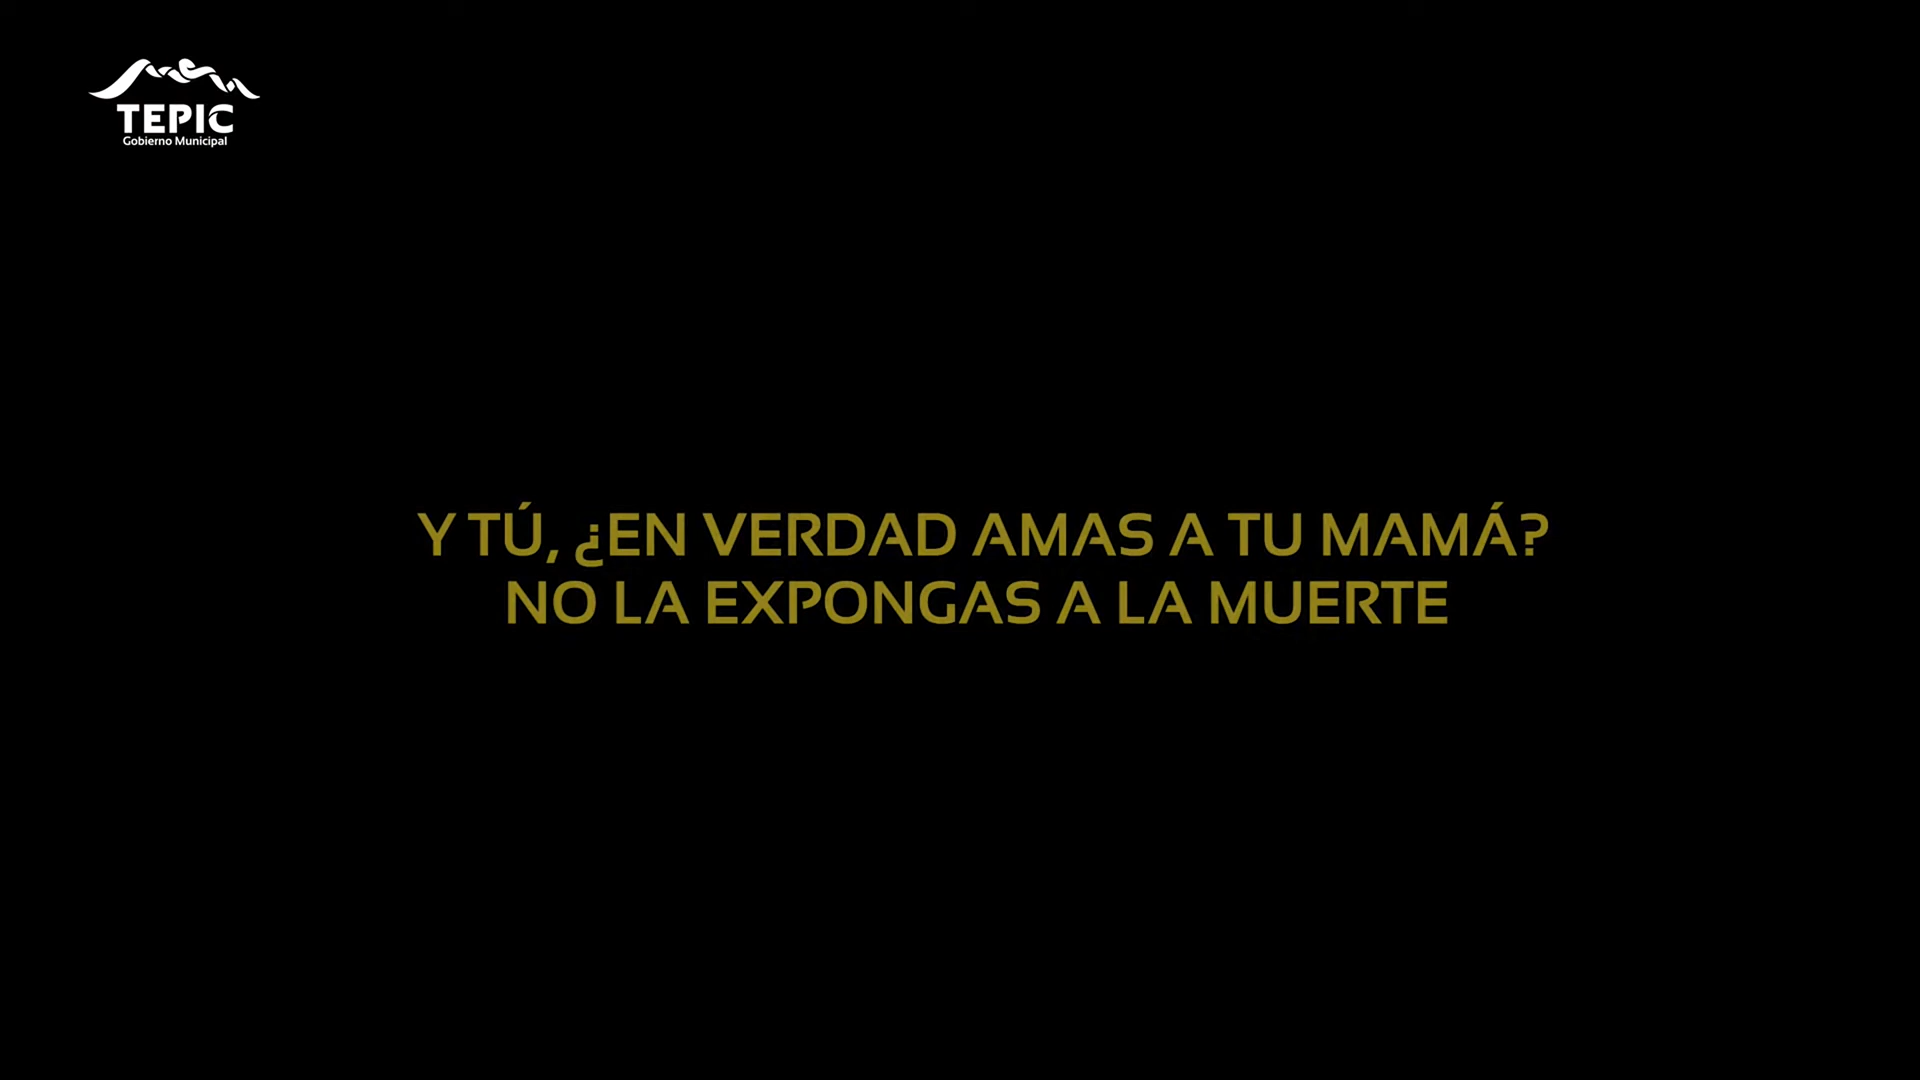 TEPIC
Gobierno Municipal
Y TÚ, ¿EN VERDAD AMAS A TU MAMÁ?
NO LA EXPONGAS A LA MUERTE